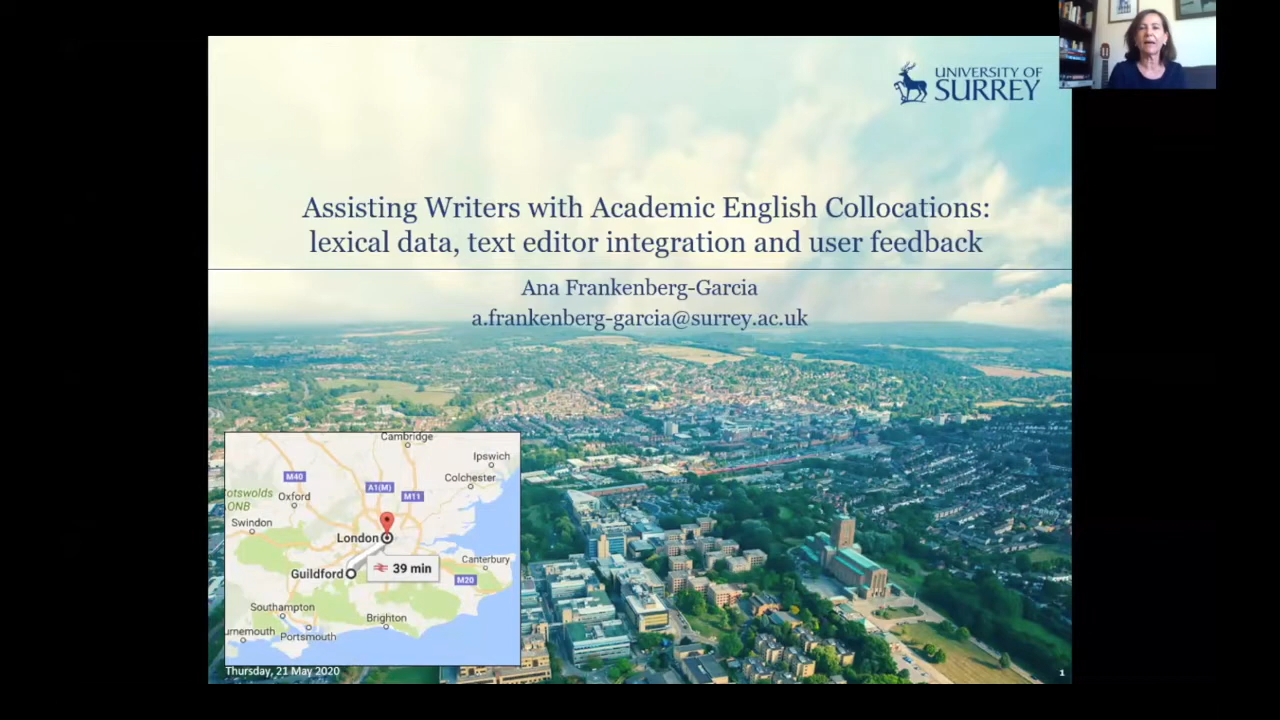 UNIVERSITY OF
SURREY
Assisting Writers with Academic English Collocations:
lexical data, text editor integration and user feedback
Ana Frankenberg-Garcia
a.frankenberg-garcia@surrey.ac.uk
Cambridge
Ipswich
M40
A1(M)
M11
Colchester
otswolds
ONB
Oxford
Swindon
London
Canterbury
Guildford
39 min
M20
Southampton
Brighton
urnemouth
Portsmouth
Thursday, 21 May 2020
1